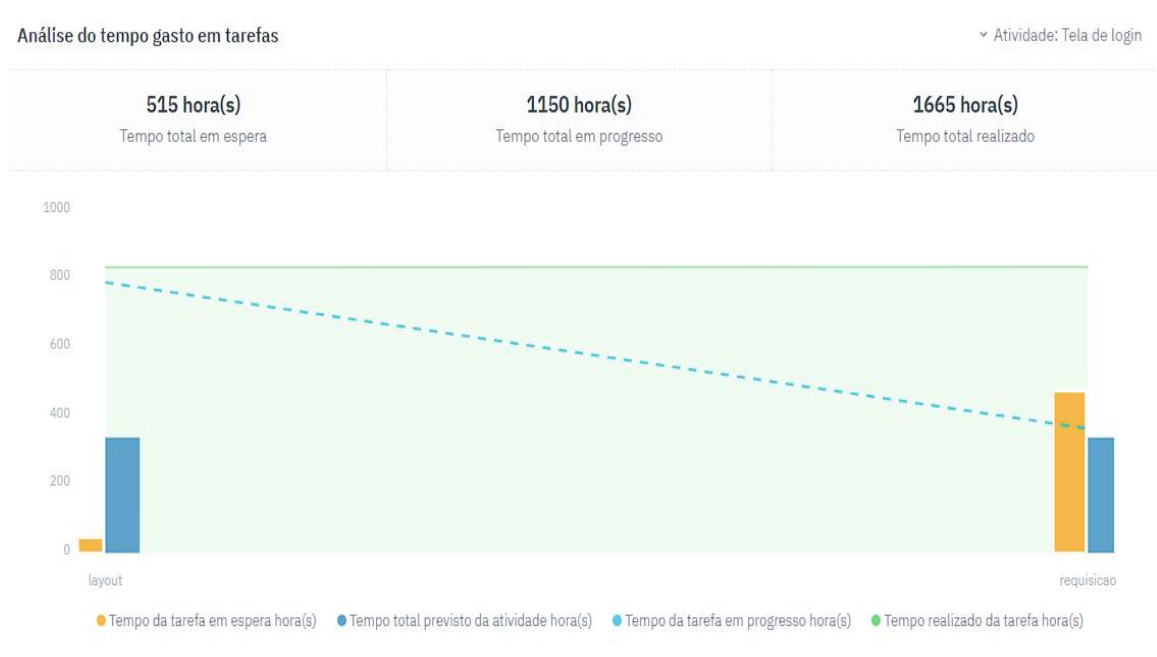 Análise do tempo gasto em tarefas
Atividade: Tela de login
515 hora(s)
Tempo total em espera
1150 hora(s)
Tempo total em progresso
1665 hora(s)
Tempo total realizado
1000
800
600
400
200
0
layout
requisicao
Tempo da tarefa em espera hora(s)
Tempo total previsto da atividade hora(s)
Tempo da tarefa em progresso hora(s)
Tempo realizado da tarefa hora(s)